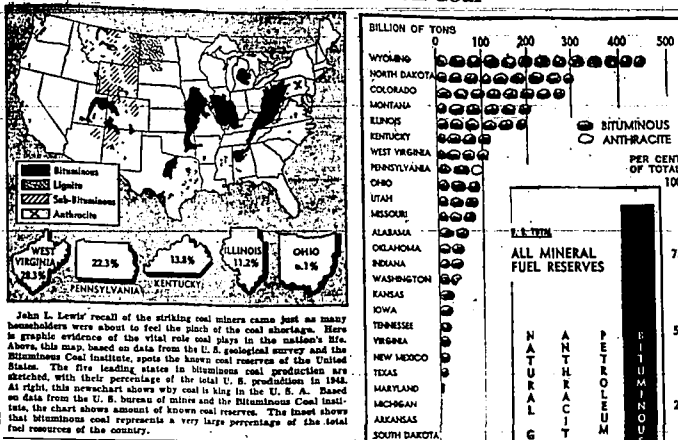 Bituminous
Lignite
Sub-Bituminous
Anthracite
WEST
VIRGINIA
28.3%
22.3%
PENNSYLVANIA
13.8%
KENTUCKY
ILLINOIS
11.2%
OHIO
John L. Lewis' recall of the striking coal miners came just as many
householders were about to feel the pinch of the coal shortage. Here
is graphic evidence of the vital role coal plays in the nation's life.
Above, this map, based on data from the U. S. geological survey and the
Bituminous Coal institute, spots the known coal reserves of the United
States. The five leading states in bituminous coal production are
sketched, with their percentage of the total U. S. production in 1948.
At right, this newschart shows why coal is king in the U. S. A. Based
on data from the U. S. bureau of mines and the Bituminous Coal insti-
tute, the chart shows amount of known coal reserves. The inset shows
that bituminous coal represents a very large percentage of the total
fuel resources of the country.
BILLION OF TONS
0 100 200 300 400 500
WYOMING
NORTH DAKOTA
COLORADO
MONTANA
ILLINOIS
KENTUCKY
WEST VIRGINIA
PENNSYLVANIA
OHIO
UTAH
MISSOURI
ALABAMA
OKLAHOMA
INDIANA
WASHINGTON
KANSAS
IOWA
TENNESSEE
VIRGINIA
NEW MEXICO
TEXAS
MARYLAND
MICHIGAN
ARKANSAS
SOUTH DAKOTA
BITUMINOUS
ANTHRACITE
PER CENT
OF TOTAL
U. S. TOTAL
ALL MINERAL
FUEL RESERVES
NATURAL G
ANTHRACIT
PETROLEUM
BITUMINOUS